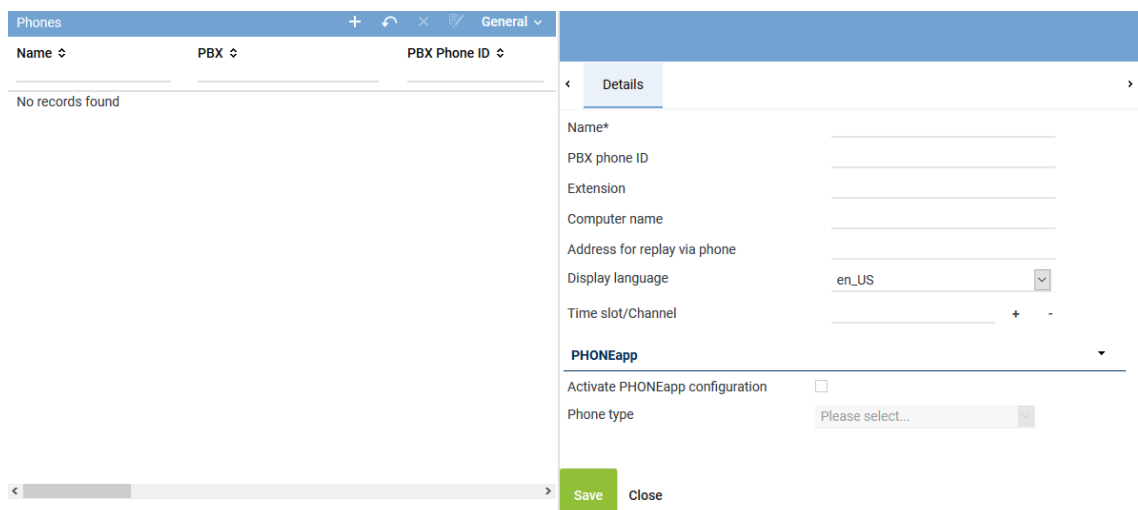 Phones General
Name PBX PBX Phone ID
No records found
Details
Name*
PBX phone ID
Extension
Computer name
Address for replay via phone
Display language en_US
Time slot/Channel + -
PHONEapp
Activate PHONEapp configuration
Phone type Please select...
Save Close